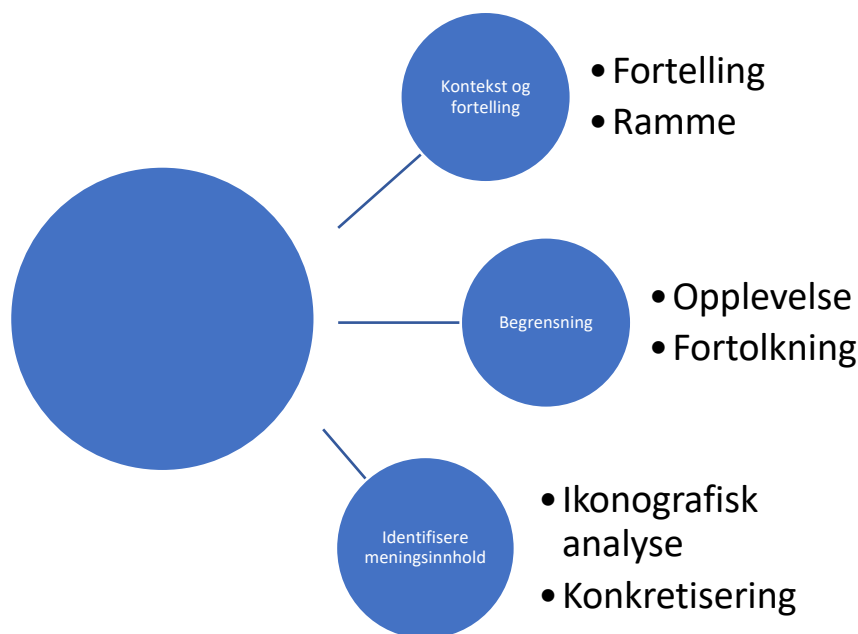 Kontekst og
fortelling
• Fortelling
• Ramme
Begrensning
• Opplevelse
• Fortolkning
Identifisere
meningsinnhold
• Ikonografisk
analyse
• Konkretisering